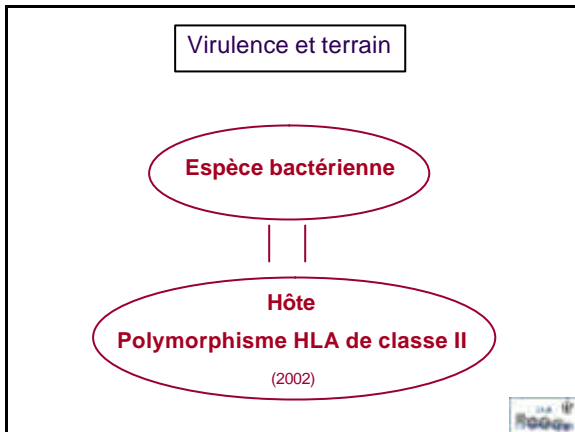 Virulence et terrain
Espèce bactérienne
Hôte
Polymorphisme HLA de classe II
(2002)